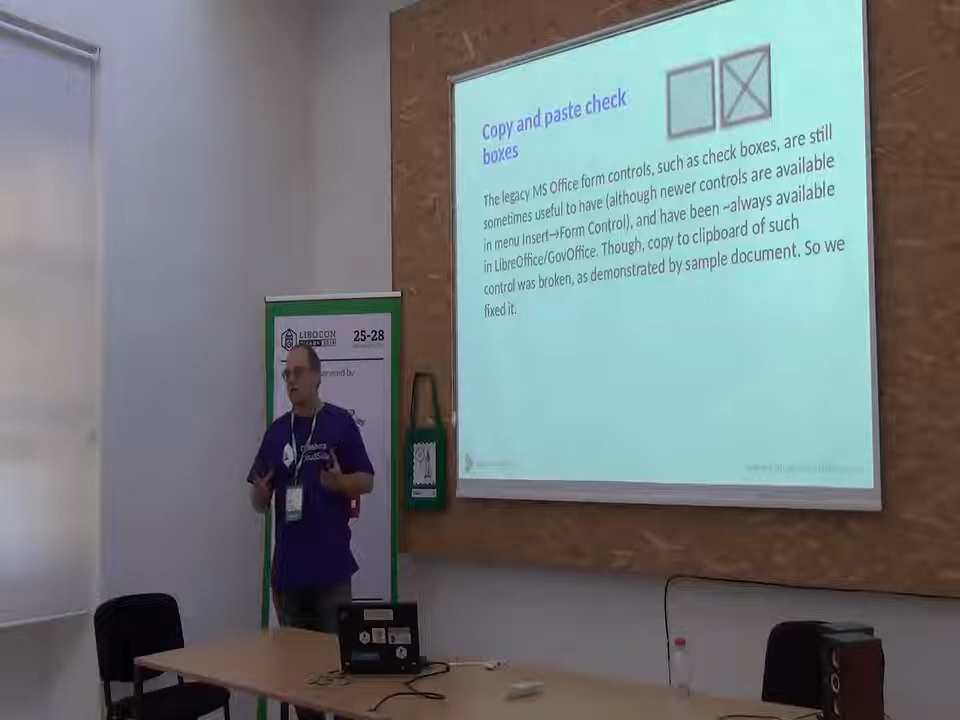 Copy and paste check
boxes
The legacy MS Office form controls, such as check boxes, are still
sometimes useful to have (although newer controls are available
in menu Insert→Form Control), and have been ~always available
in LibreOffice/GovOffice. Though, copy to clipboard of such
control was broken, as demonstrated by sample document. So we
fixed it.
LIBOCON
25-28